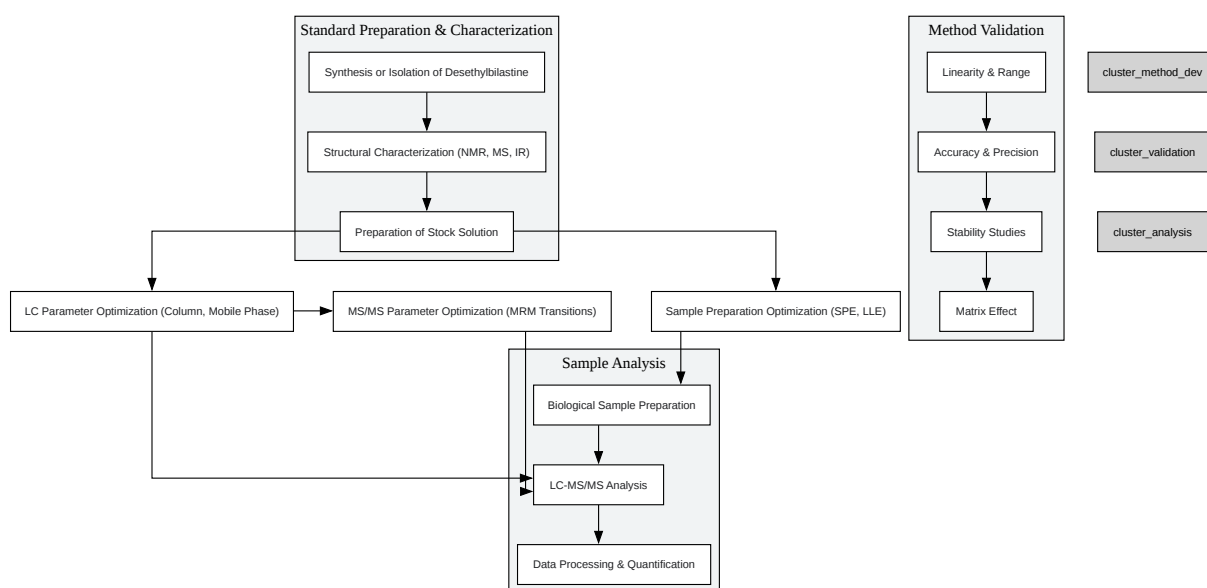 Standard Preparation & Characterization
Synthesis or Isolation of Desethylbilastine
Structural Characterization (NMR, MS, IR)
Preparation of Stock Solution
Method Validation
Linearity & Range
Accuracy & Precision
Stability Studies
Matrix Effect
cluster_method_dev
cluster_validation
cluster_analysis
LC Parameter Optimization (Column, Mobile Phase)
MS/MS Parameter Optimization (MRM Transitions)
Sample Preparation Optimization (SPE, LLE)
Sample Analysis
Biological Sample Preparation
LC-MS/MS Analysis
Data Processing & Quantification